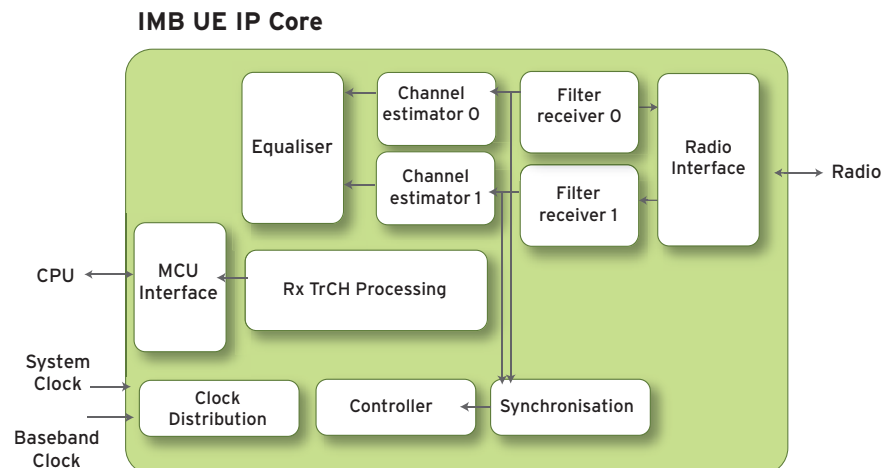 IMB UE IP Core
Equaliser
Channel
estimator 0
Filter
receiver 0
Radio
Interface
Radio
Channel
estimator 1
Filter
receiver 1
CPU
MCU
Interface
Rx TrCH Processing
System
Clock
Clock
Distribution
Controller
Synchronisation
Baseband
Clock